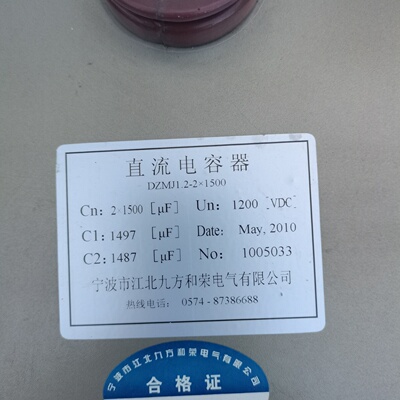 直流电容器
DZMJ1.2-2×1500
Cn: 2×1500 [μF] Un: 1200 [VDC]
C1: 1497 [μF] Date: May, 2010
C2: 1487 [μF] No: 1005033
宁波市江北九方和荣电气有限公司
热线电话: 0574-87386688
宁波市江北九方和荣电气有限公司
合格证